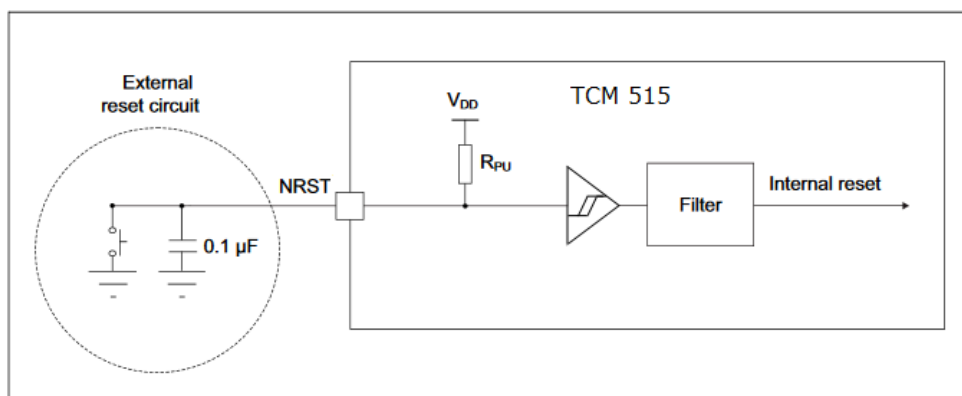 External
reset circuit
TCM 515
VDD
RPU
NRST
Filter
Internal reset
0.1 µF